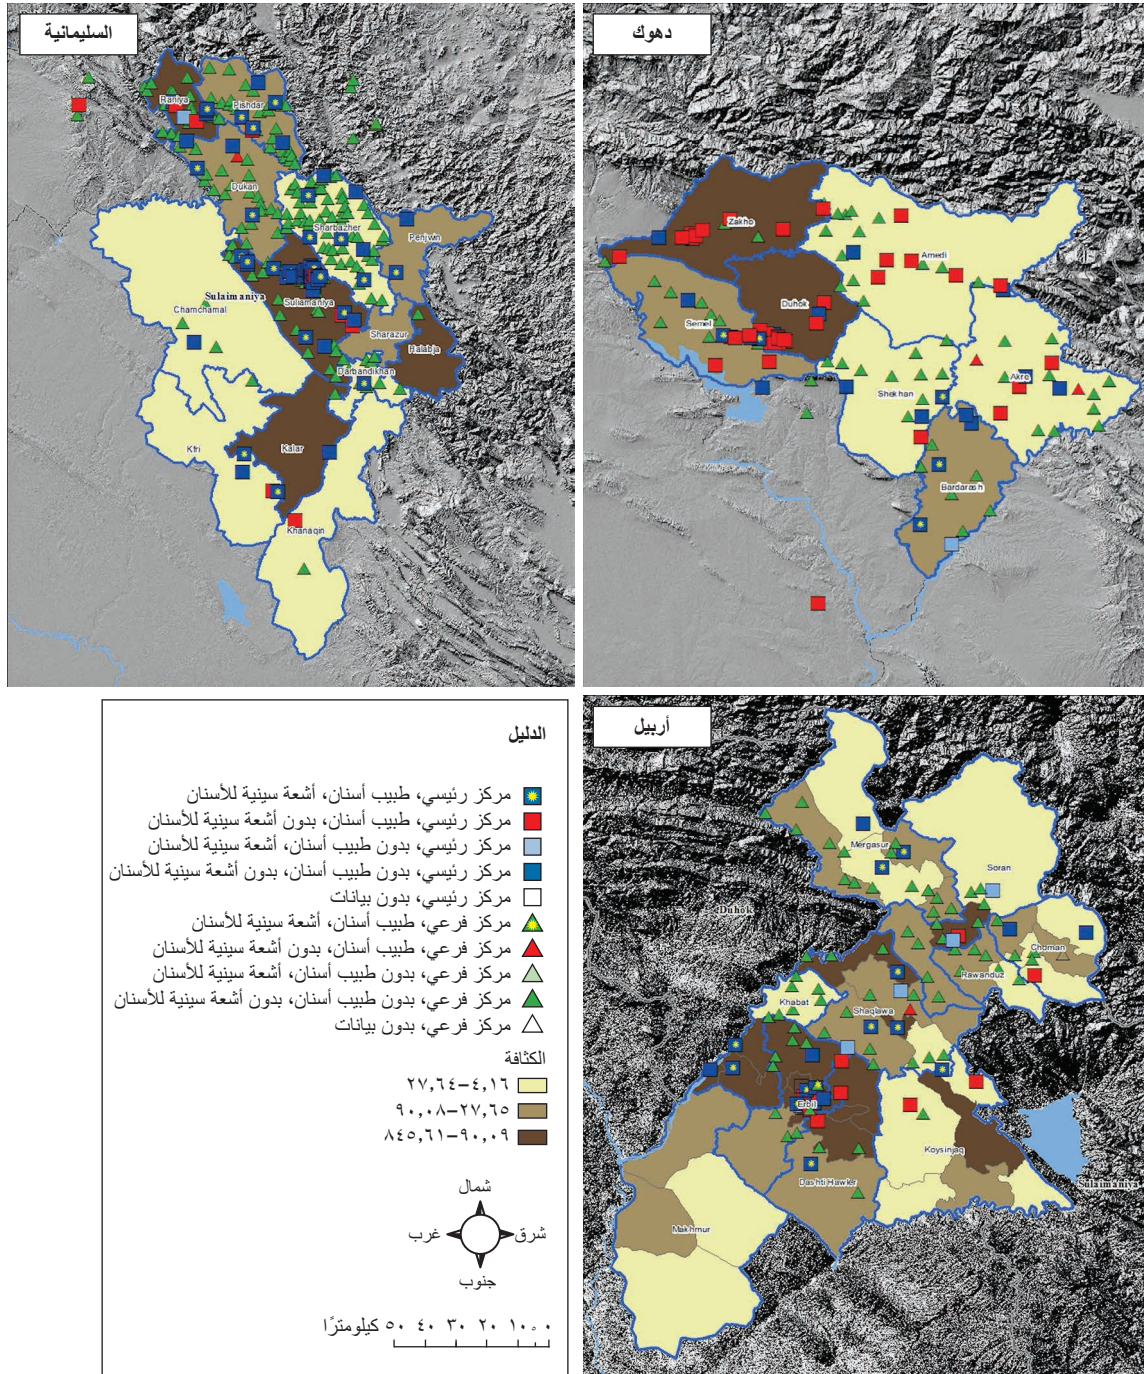 السليمانية
Raniya
Pishdar
Dukan
Sharbazher
Penjwin
Sulaimaniya
Suliamaniya
Chamchamal
Sharazur
Halabja
Darbandikhan
Kfri
Kalar
Khanaqin
دهوك
Zakho
Amedi
Duhok
Semel
Shekhan
Akre
Bardarash
أربيل
Mergasur
Soran
Duhok
Choman
Rawanduz
Khabat
Shaqlawa
Erbil
Koysinjaq
Sulaimaniya
Dashti Hawler
Makhmur
الدليل
مركز رئيسي، طبيب أسنان، أشعة سينية للأسنان
مركز رئيسي، طبيب أسنان، بدون أشعة سينية للأسنان
مركز رئيسي، بدون طبيب أسنان، أشعة سينية للأسنان
مركز رئيسي، بدون طبيب أسنان، بدون أشعة سينية للأسنان
مركز رئيسي، بدون بيانات
مركز فرعي، طبيب أسنان، أشعة سينية للأسنان
مركز فرعي، طبيب أسنان، بدون أشعة سينية للأسنان
مركز فرعي، بدون طبيب أسنان، أشعة سينية للأسنان
مركز فرعي، بدون طبيب أسنان، بدون أشعة سينية للأسنان
مركز فرعي، بدون بيانات
الكثافة
٤,١٦–٢٧,٦٤
٢٧,٦٥–٩٠,٠٨
٩٠,٠٩–٨٤٥,٦١
شمال
شرق
غرب
جنوب
٠ ٥ ١٠ ٢٠ ٣٠ ٤٠ ٥٠ كيلومترًا